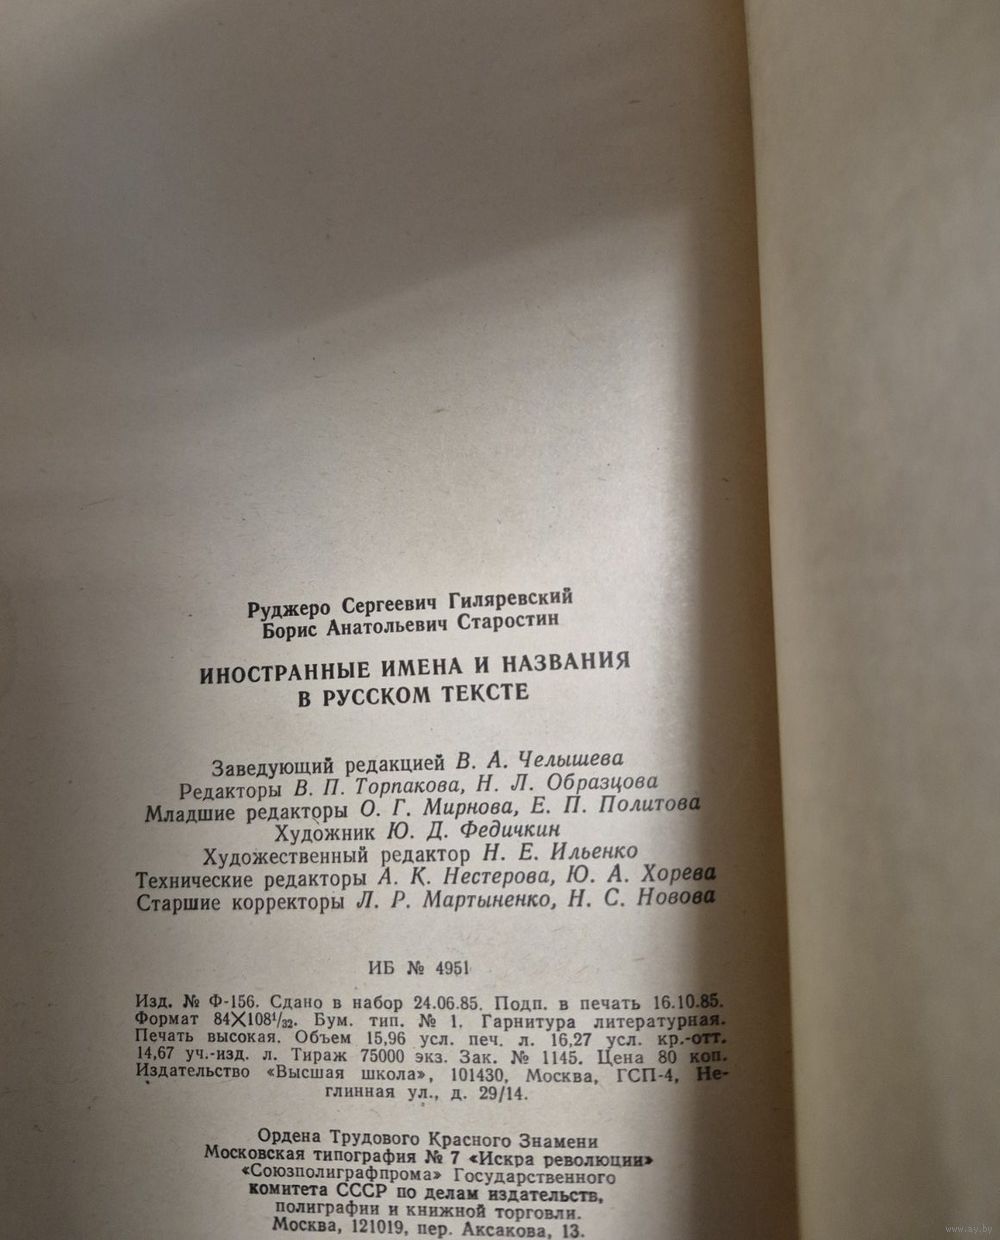 Руджеро Сергеевич Гиляревский
Борис Анатольевич Старостин
ИНОСТРАННЫЕ ИМЕНА И НАЗВАНИЯ
В РУССКОМ ТЕКСТЕ
Заведующий редакцией В. А. Челышева
Редакторы В. П. Торпакова, Н. Л. Образцова
Младшие редакторы О. Г. Мирнова, Е. П. Политова
Художник Ю. Д. Федичкин
Художественный редактор Н. Е. Ильенко
Технические редакторы А. К. Нестерова, Ю. А. Хорева
Старшие корректоры Л. Р. Мартыненко, Н. С. Новова
ИБ № 4951
Изд. № Ф-156. Сдано в набор 24.06.85. Подп. в печать 16.10.85.
Формат 84×108¹/₃₂. Бум. тип. № 1. Гарнитура литературная.
Печать высокая. Объем 15,96 усл. печ. л. 16,27 усл. кр.-отт.
14,67 уч.-изд. л. Тираж 75000 экз. Зак. № 1145. Цена 80 коп.
Издательство «Высшая школа», 101430, Москва, ГСП-4, Не-
глинная ул., д. 29/14.
Ордена Трудового Красного Знамени
Московская типография № 7 «Искра революции»
«Союзполиграфпрома» Государственного
комитета СССР по делам издательств,
полиграфии и книжной торговли.
Москва, 121019, пер. Аксакова, 13.
www.ay.by